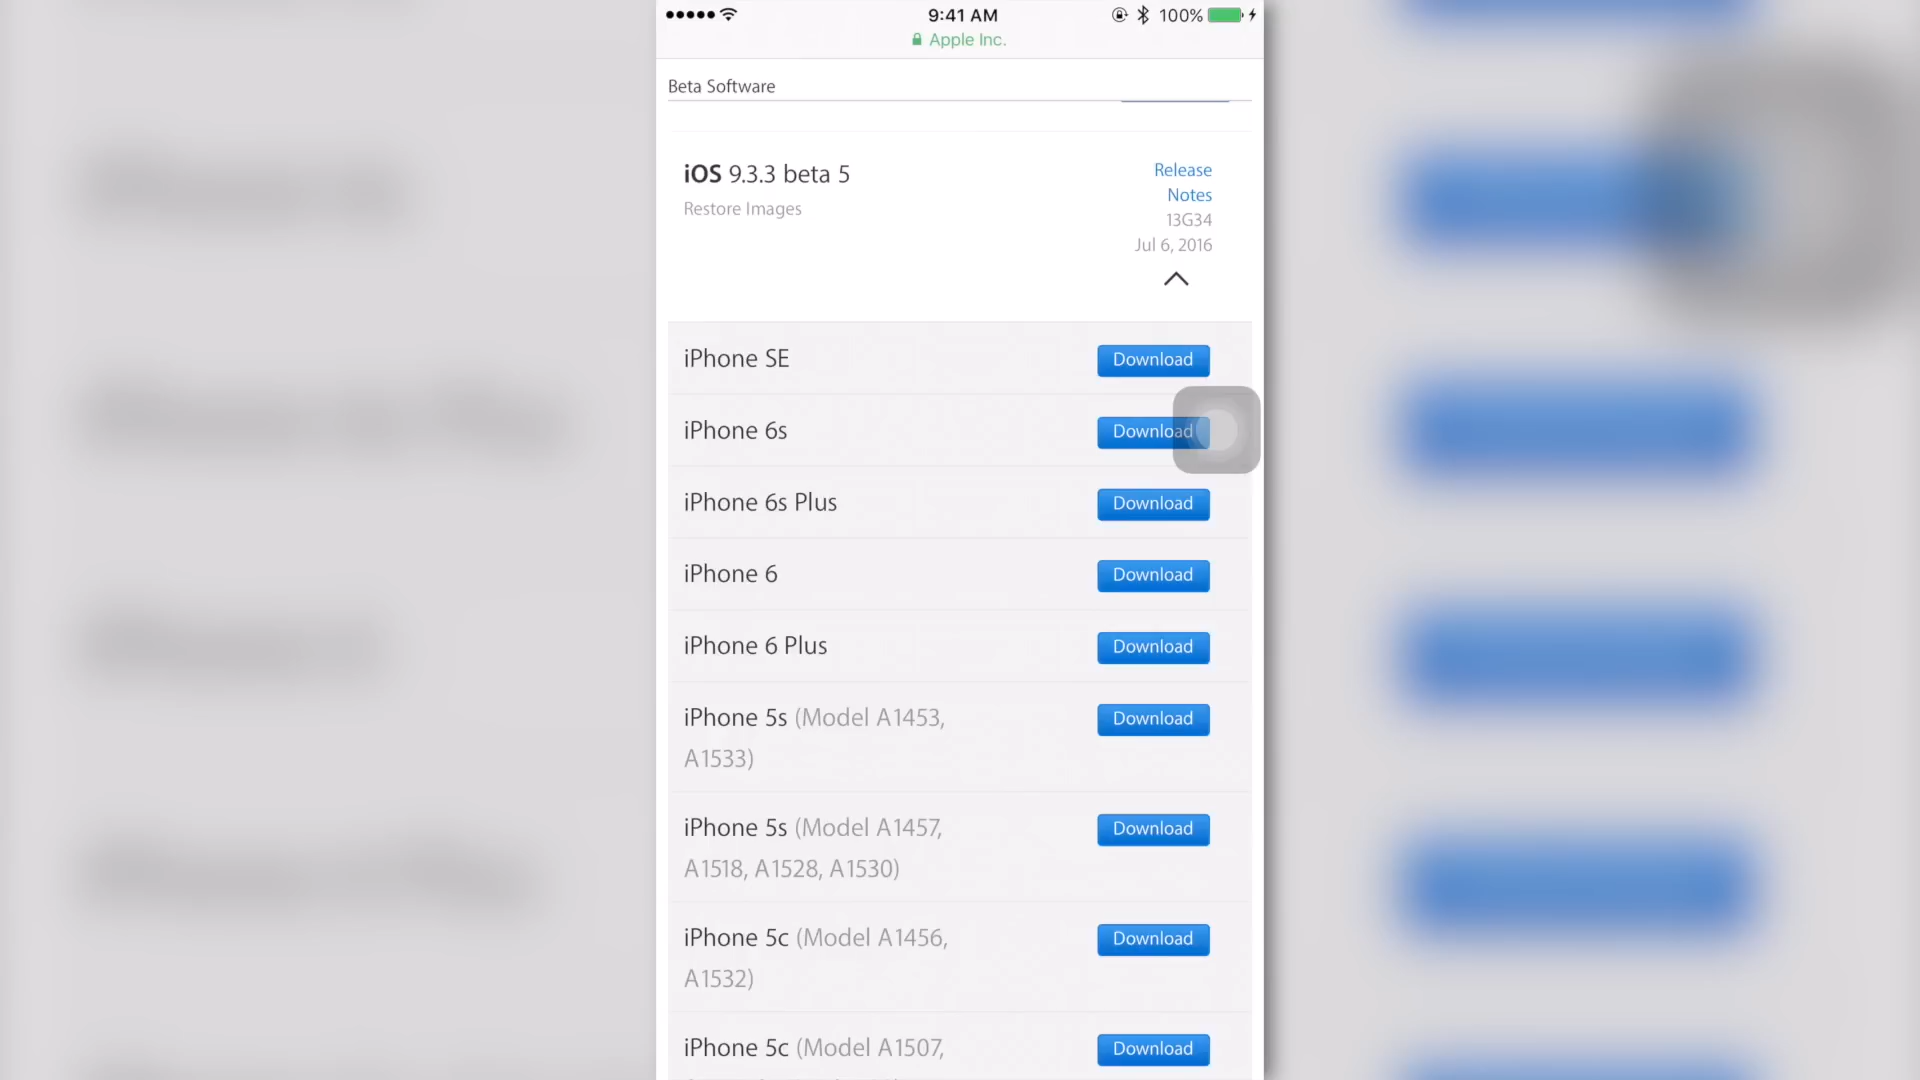 9:41 AM
100%
Apple Inc.
Beta Software
iOS 9.3.3 beta 5
Release
Notes
Restore Images
13G34
Jul 6, 2016
iPhone SE
Download
iPhone 6s
Download
iPhone 6s Plus
Download
iPhone 6
Download
iPhone 6 Plus
Download
iPhone 5s (Model A1453,
A1533)
Download
iPhone 5s (Model A1457,
A1518, A1528, A1530)
Download
iPhone 5c (Model A1456,
A1532)
Download
iPhone 5c (Model A1507,
Download